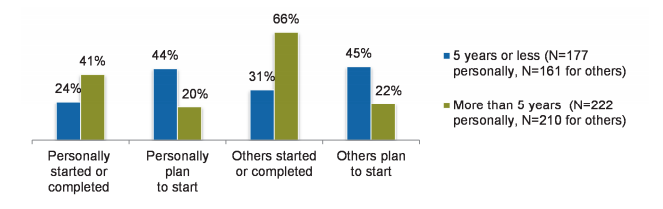 66%
41%
44%
45%
24%
31%
20%
22%
Personally
started or
completed
Personally
plan
to start
Others started
or completed
Others plan
to start
5 years or less (N=177
personally, N=161 for others)
More than 5 years (N=222
personally, N=210 for others)